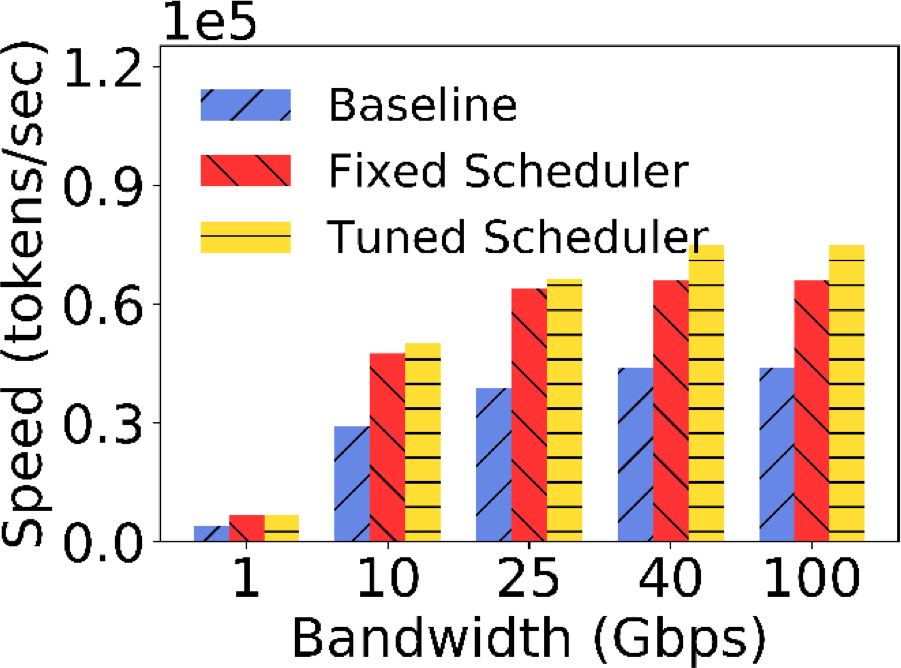 1e5
Speed (tokens/sec)
1.2
0.9
0.6
0.3
0.0
Baseline
Fixed Scheduler
Tuned Scheduler
1 10 25 40 100
Bandwidth (Gbps)